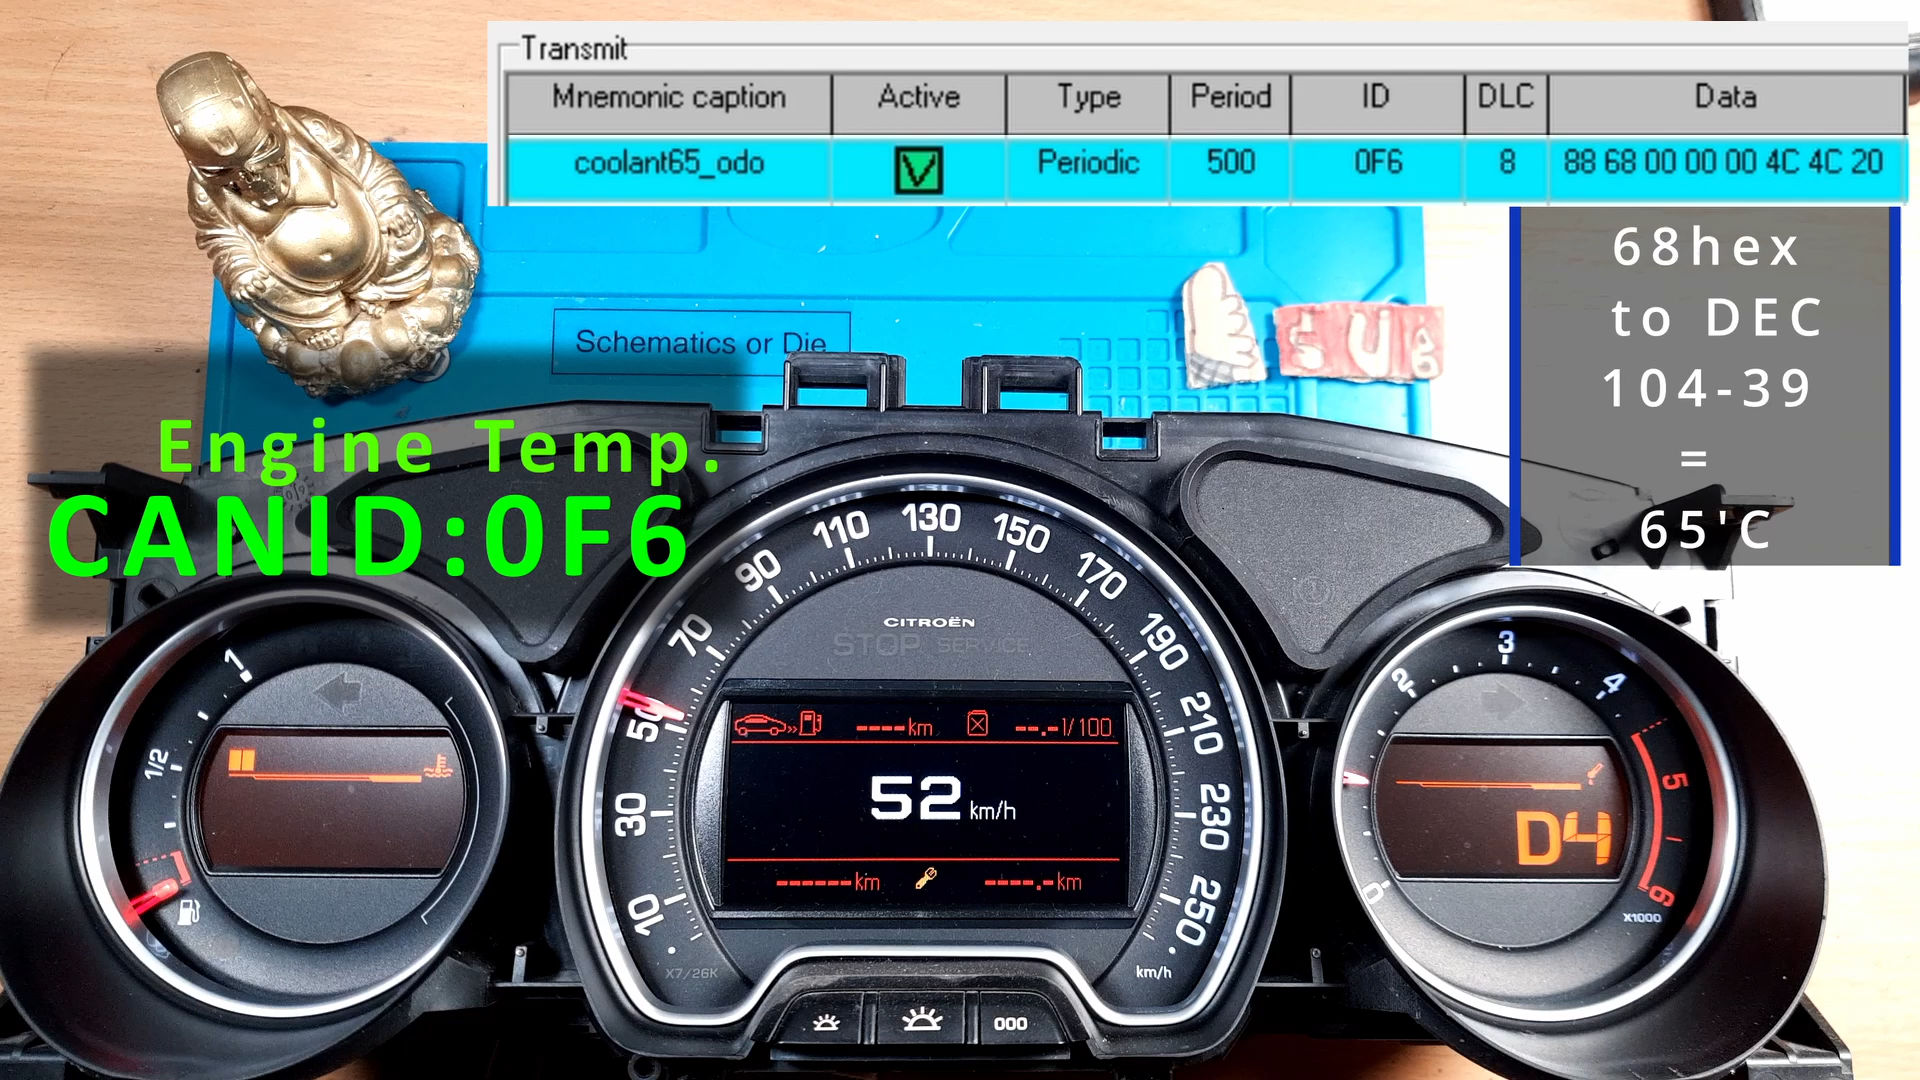 Transmit
Mnemonic caption Active Type Period ID DLC Data
coolant65_odo V Periodic 500 0F6 8 88 68 00 00 00 4C 4C 20
68hex
to DEC
104-39
=
65'C
Schematics or Die
SUB
Engine Temp.
CANID:0F6
1
1/2
10
30
50
70
90
110
130
150
170
190
210
230
250
km/h
X7/26K
CITROËN
STOP SERVICE
----km --.-l/100
52 km/h
------km ----.-km
000
0
2
3
4
5
6
X1000
D4